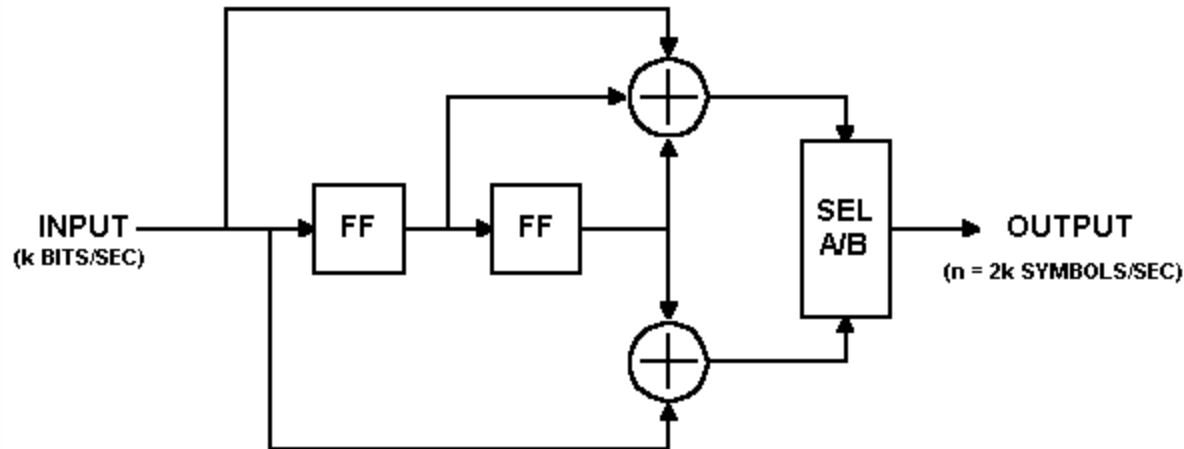 INPUT
(k BITS/SEC)
FF
FF
SEL
A/B
OUTPUT
(n = 2k SYMBOLS/SEC)